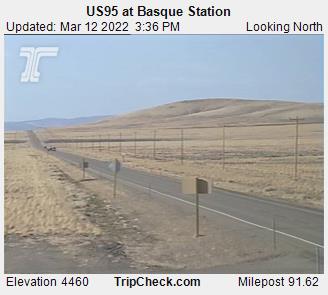 US95 at Basque Station
Updated: Mar 12 2022 3:36 PM Looking North
Elevation 4460 TripCheck.com Milepost 91.62